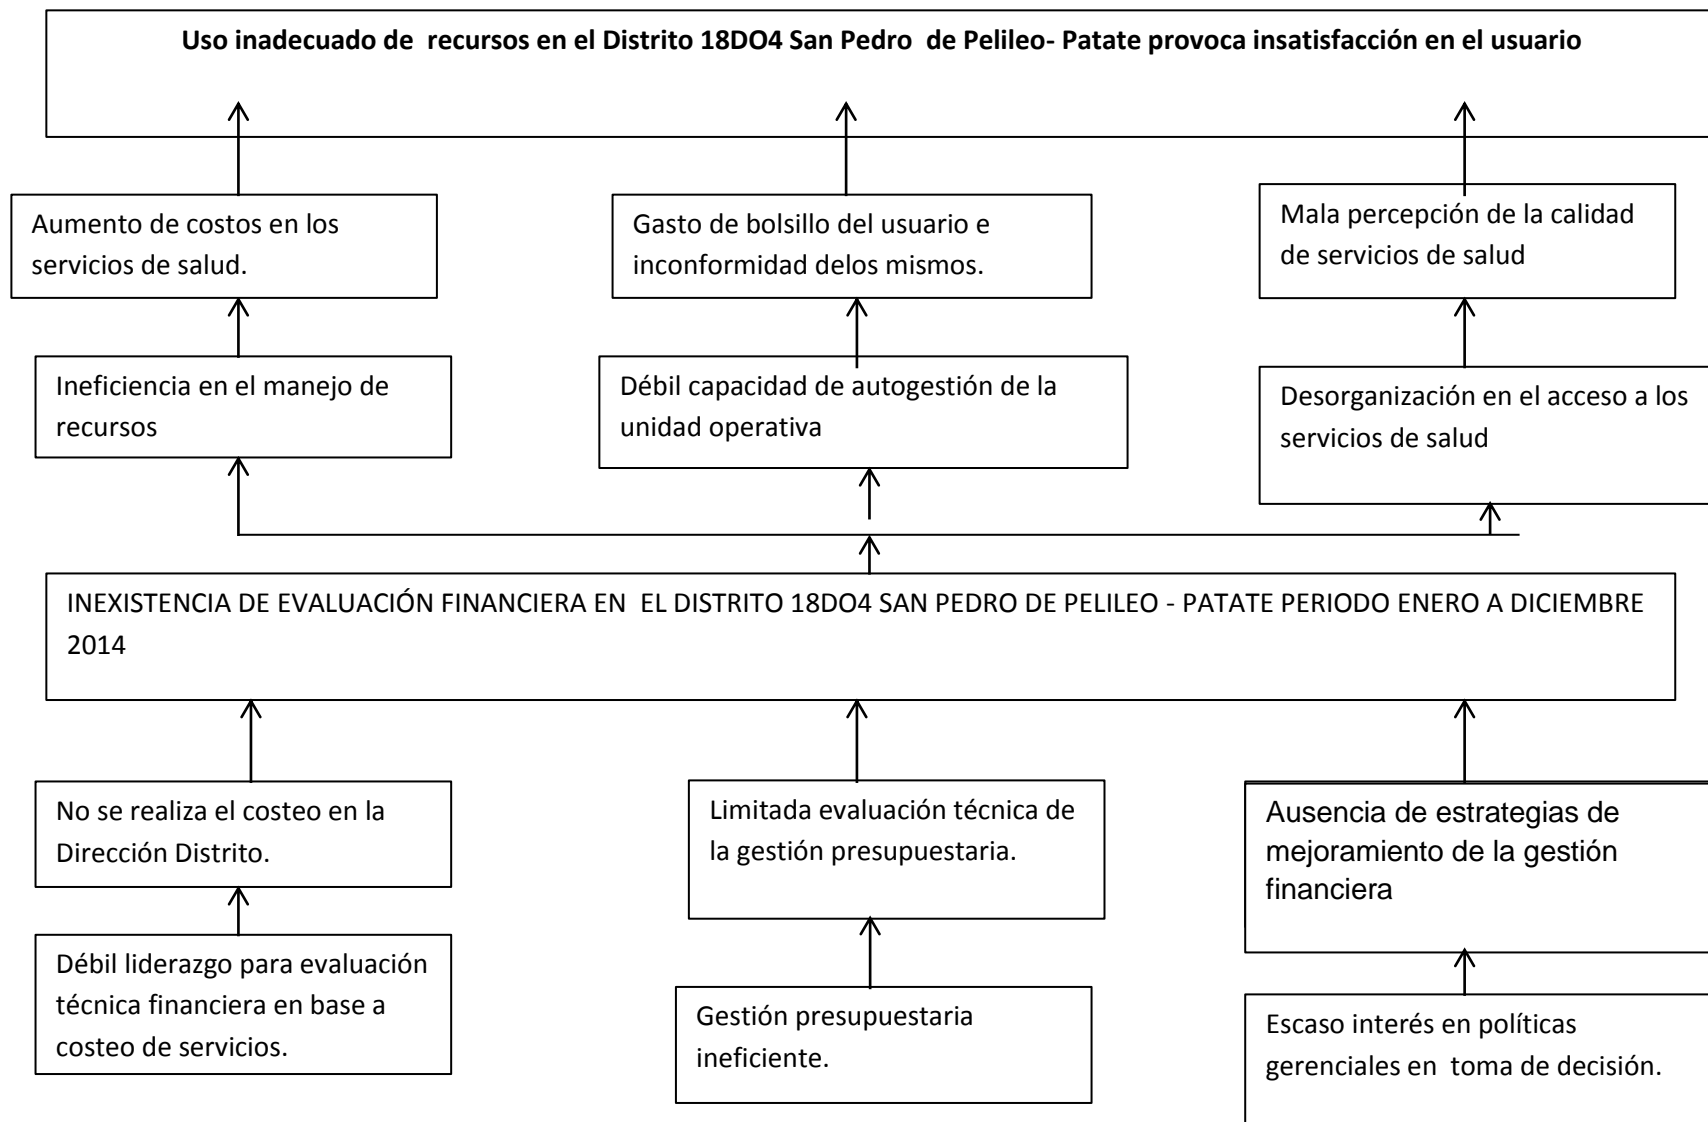 Uso inadecuado de  recursos en el Distrito 18DO4 San Pedro  de Pelileo- Patate provoca insatisfacción en el usuario
Aumento de costos en los
servicios de salud.
Gasto de bolsillo del usuario e
inconformidad delos mismos.
Mala percepción de la calidad
de servicios de salud
Ineficiencia en el manejo de
recursos
Débil capacidad de autogestión de la
unidad operativa
Desorganización en el acceso a los
servicios de salud
INEXISTENCIA DE EVALUACIÓN FINANCIERA EN  EL DISTRITO 18DO4 SAN PEDRO DE PELILEO - PATATE PERIODO ENERO A DICIEMBRE
2014
No se realiza el costeo en la
Dirección Distrito.
Limitada evaluación técnica de
la gestión presupuestaria.
Ausencia de estrategias de
mejoramiento de la gestión
financiera
Débil liderazgo para evaluación
técnica financiera en base a
costeo de servicios.
Gestión presupuestaria
ineficiente.
Escaso interés en políticas
gerenciales en  toma de decisión.